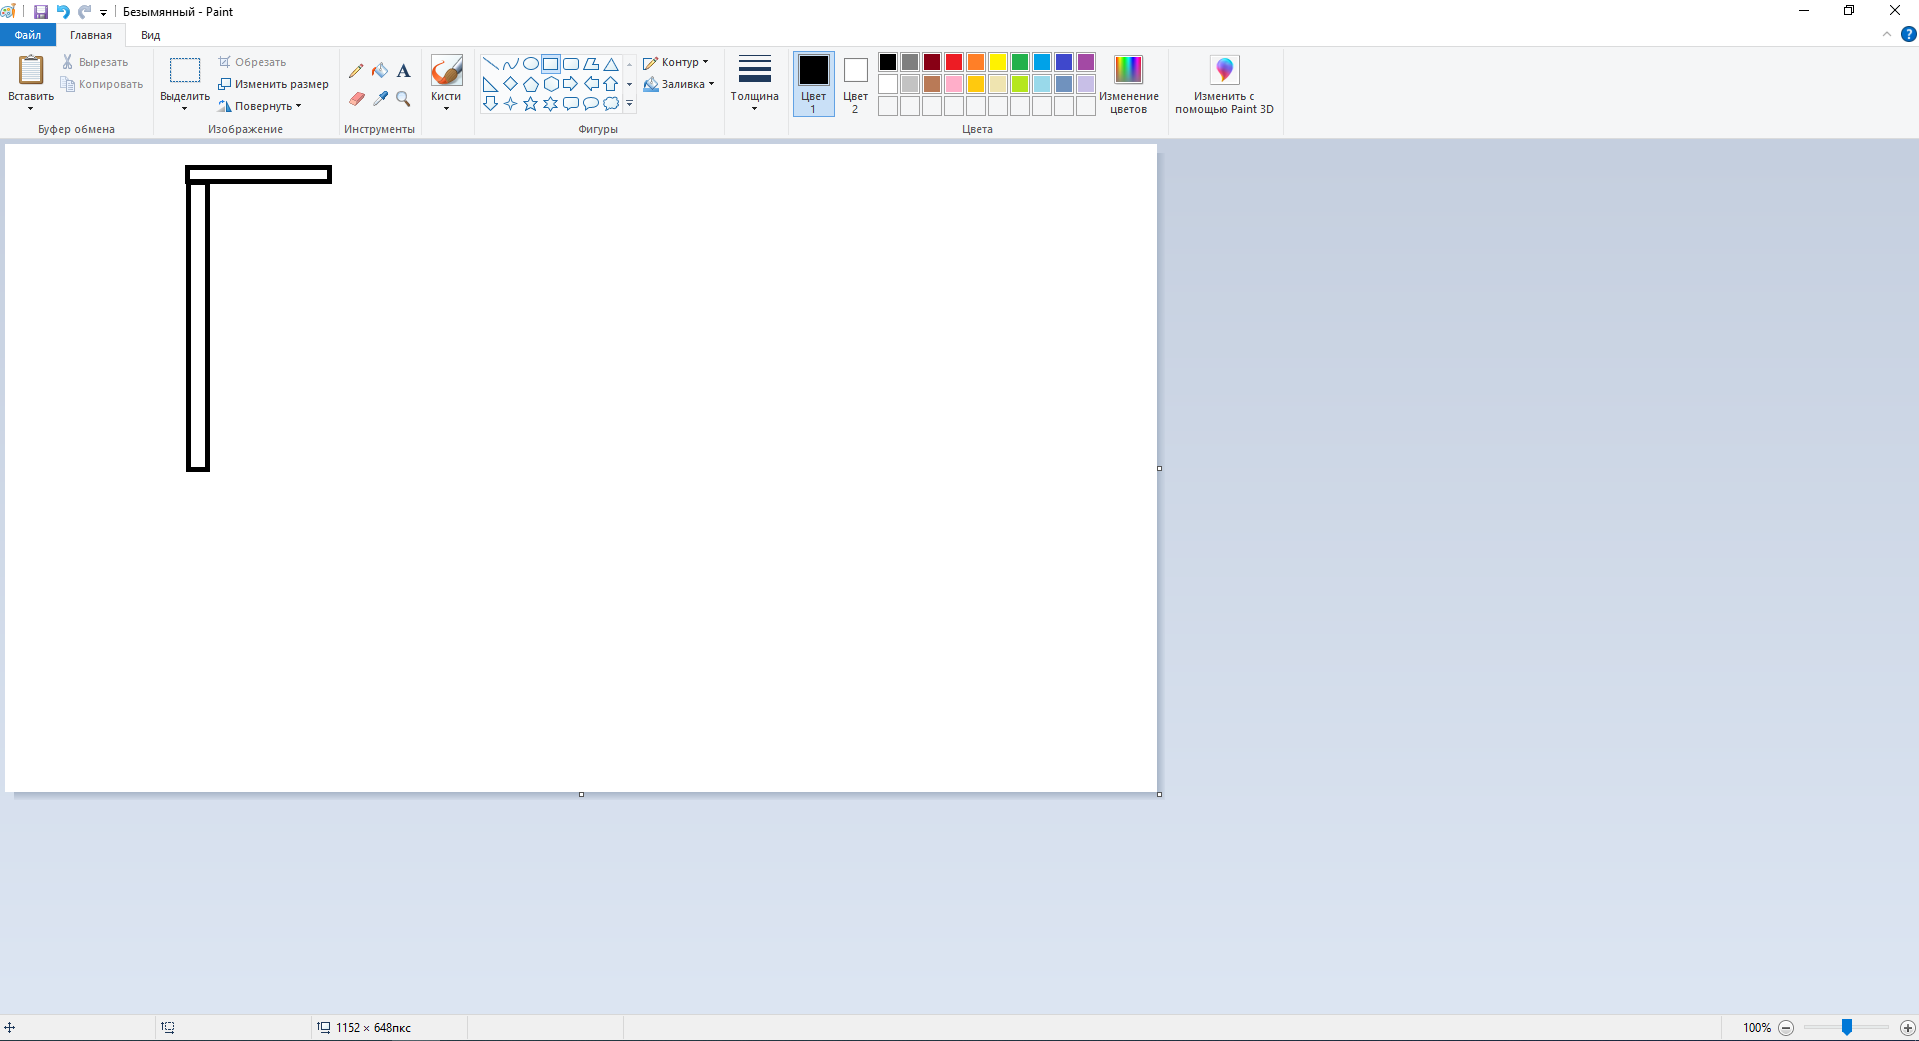 Безымянный - Paint
Файл
Главная
Вид
Вставить
Вырезать
Копировать
Буфер обмена
Выделить
Обрезать
Изменить размер
Повернуть
Изображение
A
Инструменты
Кисти
Фигуры
Контур
Заливка
Толщина
Цвет
1
Цвет
2
Цвета
Изменение
цветов
Изменить с
помощью Paint 3D
?
1152 × 648пкс
100%